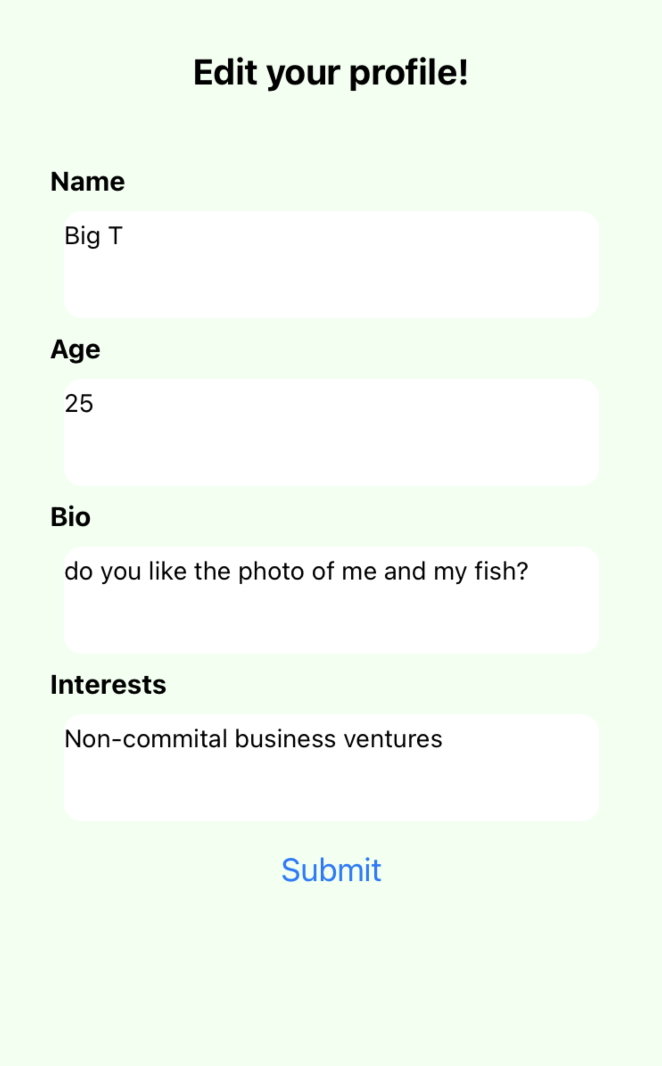 Edit your profile!
Name
Big T
Age
25
Bio
do you like the photo of me and my fish?
Interests
Non-commital business ventures
Submit